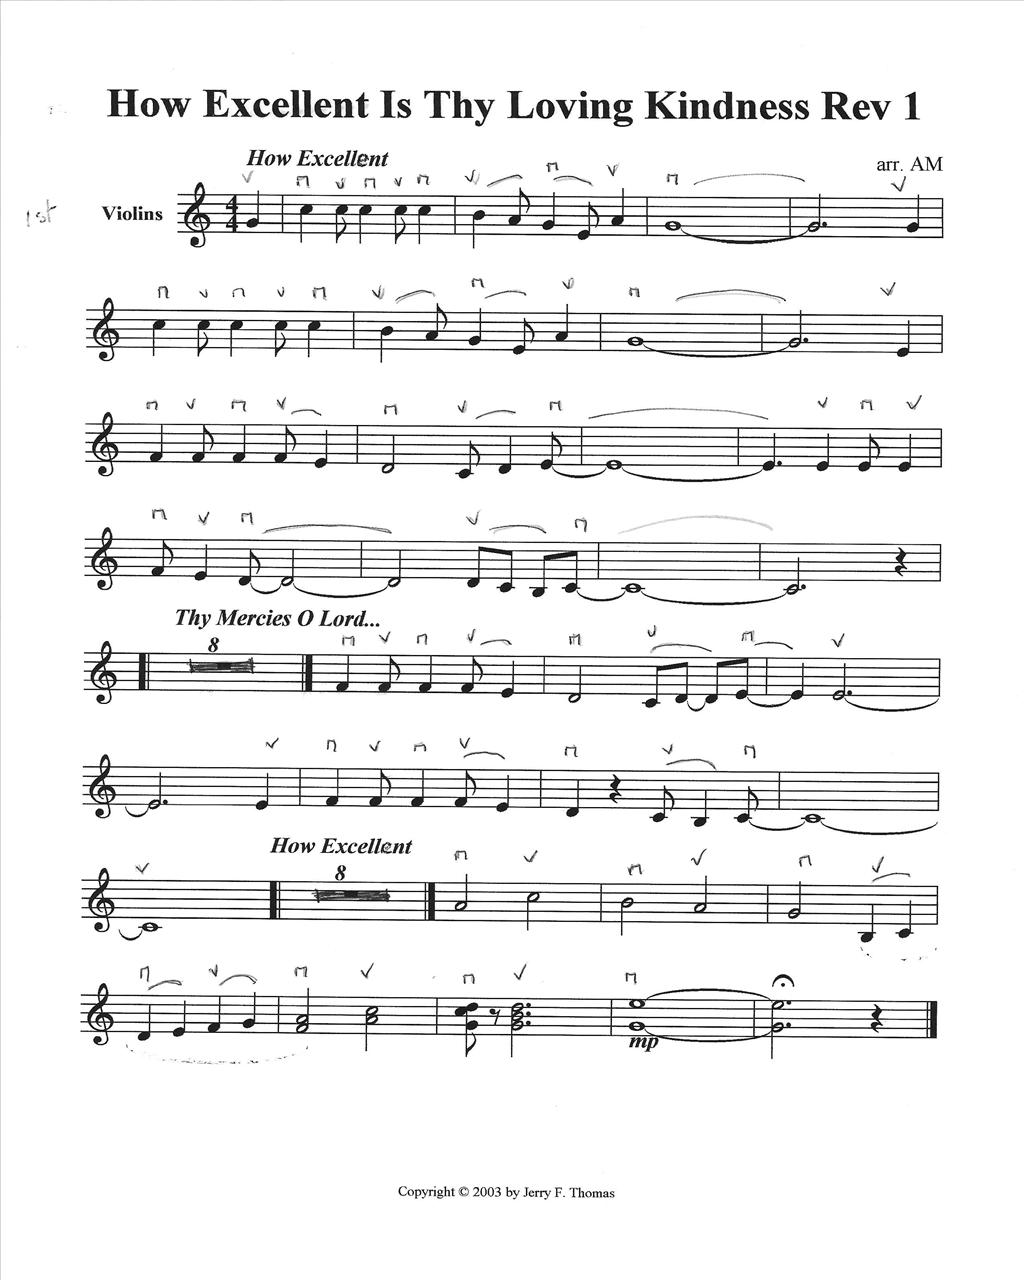 How Excellent Is Thy Loving Kindness Rev 1
How Excellent
arr. AM
1st
Violins
4
4
Thy Mercies O Lord...
8
How Excellent
8
mp
Copyright © 2003 by Jerry F. Thomas